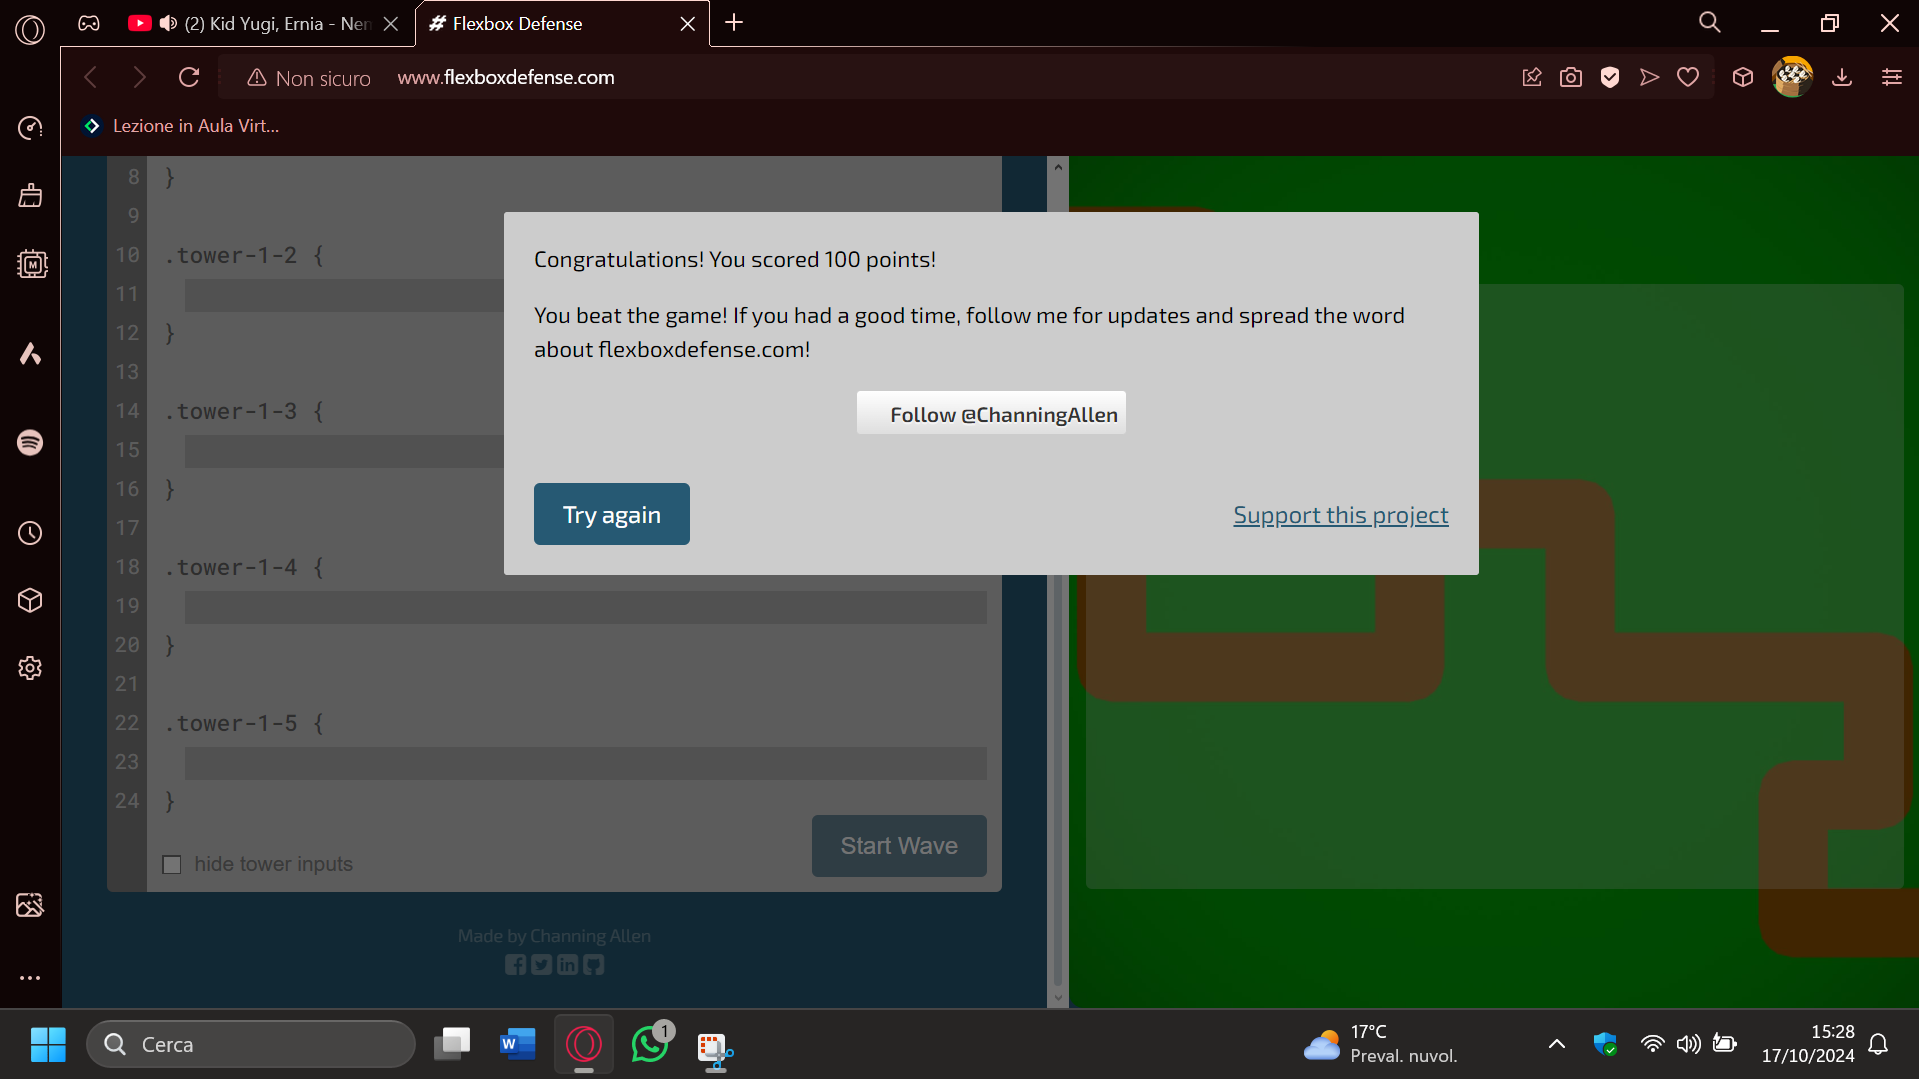 (2) Kid Yugi, Ernia - Nem
# Flexbox Defense
Non sicuro www.flexboxdefense.com
Lezione in Aula Virt...
8 }
9
10 .tower-1-2 {
11
12 }
13
14 .tower-1-3 {
15
16 }
17
18 .tower-1-4 {
19
20 }
21
22 .tower-1-5 {
23
24 }
hide tower inputs
Start Wave
Made by Channing Allen
Congratulations! You scored 100 points!
You beat the game! If you had a good time, follow me for updates and spread the word
about flexboxdefense.com!
Follow @ChanningAllen
Try again
Support this project
Cerca
1
17°C
Preval. nuvol.
15:28
17/10/2024